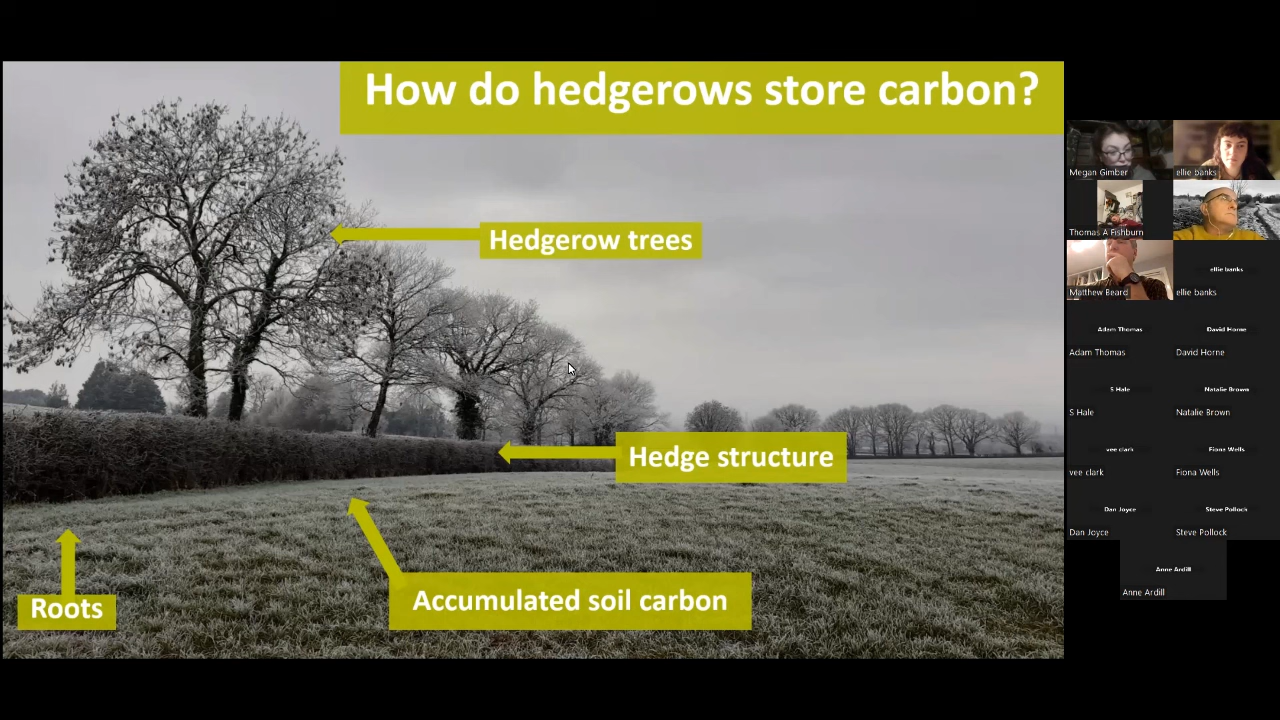 How do hedgerows store carbon?
Hedgerow trees
Hedge structure
Accumulated soil carbon
Roots
Megan Gimber
ellie banks
Thomas A Fishburn
Matthew Beard
ellie banks
ellie banks
Adam Thomas
Adam Thomas
David Horne
David Horne
S Hale
S Hale
Natalie Brown
Natalie Brown
vee clark
vee clark
Fiona Wells
Fiona Wells
Dan Joyce
Dan Joyce
Steve Pollock
Steve Pollock
Anne Ardill
Anne Ardill